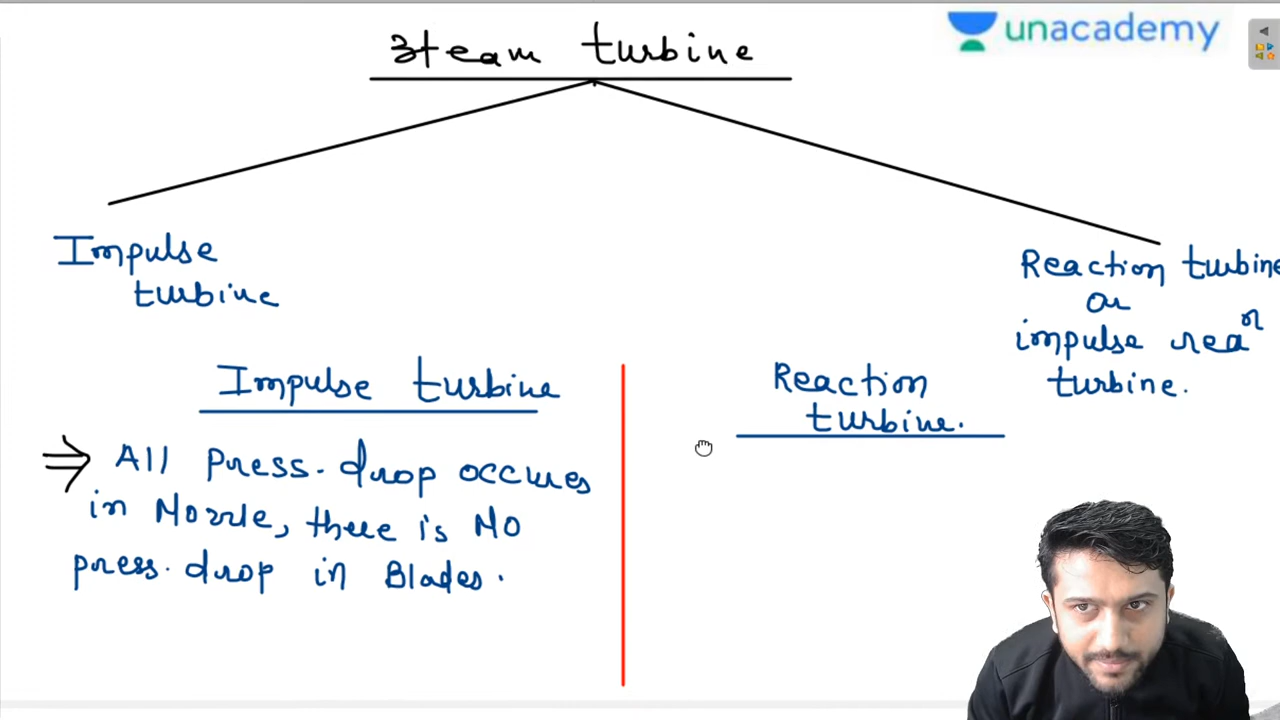 Steam turbine
unacademy
Impulse
turbine
Reaction turbine
or
impulse reaⁿ
turbine.
Impulse turbine
Reaction
turbine.
⇒ All press. drop occures
in Nozzle, there is NO
press. drop in Blades.